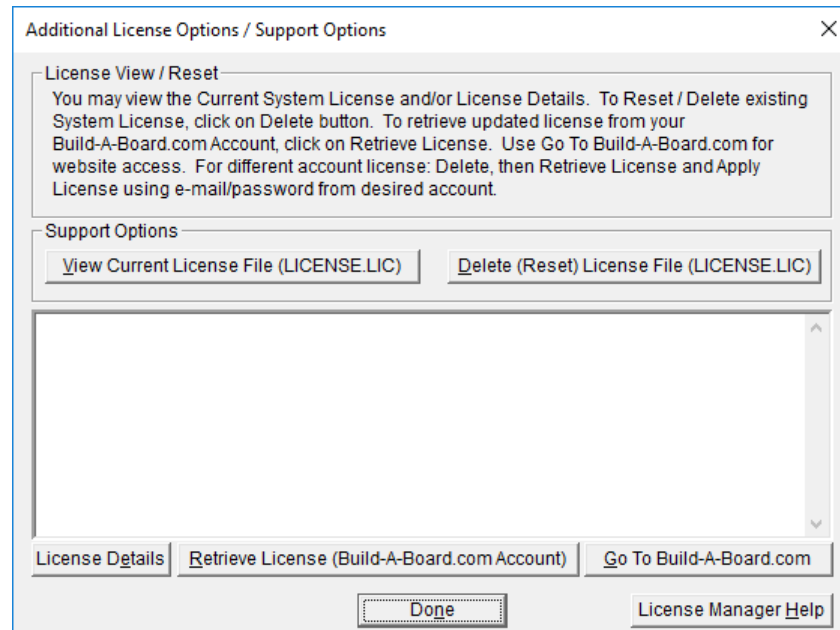 Additional License Options / Support Options
License View / Reset
You may view the Current System License and/or License Details.  To Reset / Delete existing
System License, click on Delete button.  To retrieve updated license from your
Build-A-Board.com Account, click on Retrieve License.  Use Go To Build-A-Board.com for
website access.  For different account license: Delete, then Retrieve License and Apply
License using e-mail/password from desired account.
Support Options
View Current License File (LICENSE.LIC)
Delete (Reset) License File (LICENSE.LIC)
License Details
Retrieve License (Build-A-Board.com Account)
Go To Build-A-Board.com
Done
License Manager Help